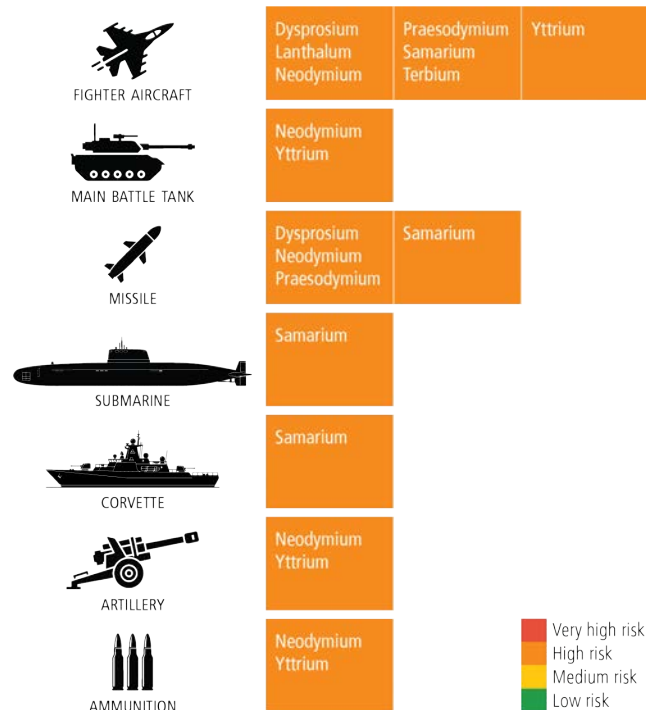 Dysprosium
Lanthalum
Neodymium
Praesodymium
Samarium
Terbium
Yttrium
FIGHTER AIRCRAFT
Neodymium
Yttrium
MAIN BATTLE TANK
Dysprosium
Neodymium
Praesodymium
Samarium
MISSILE
Samarium
SUBMARINE
Samarium
CORVETTE
Neodymium
Yttrium
ARTILLERY
Neodymium
Yttrium
AMMUNITION
Very high risk
High risk
Medium risk
Low risk